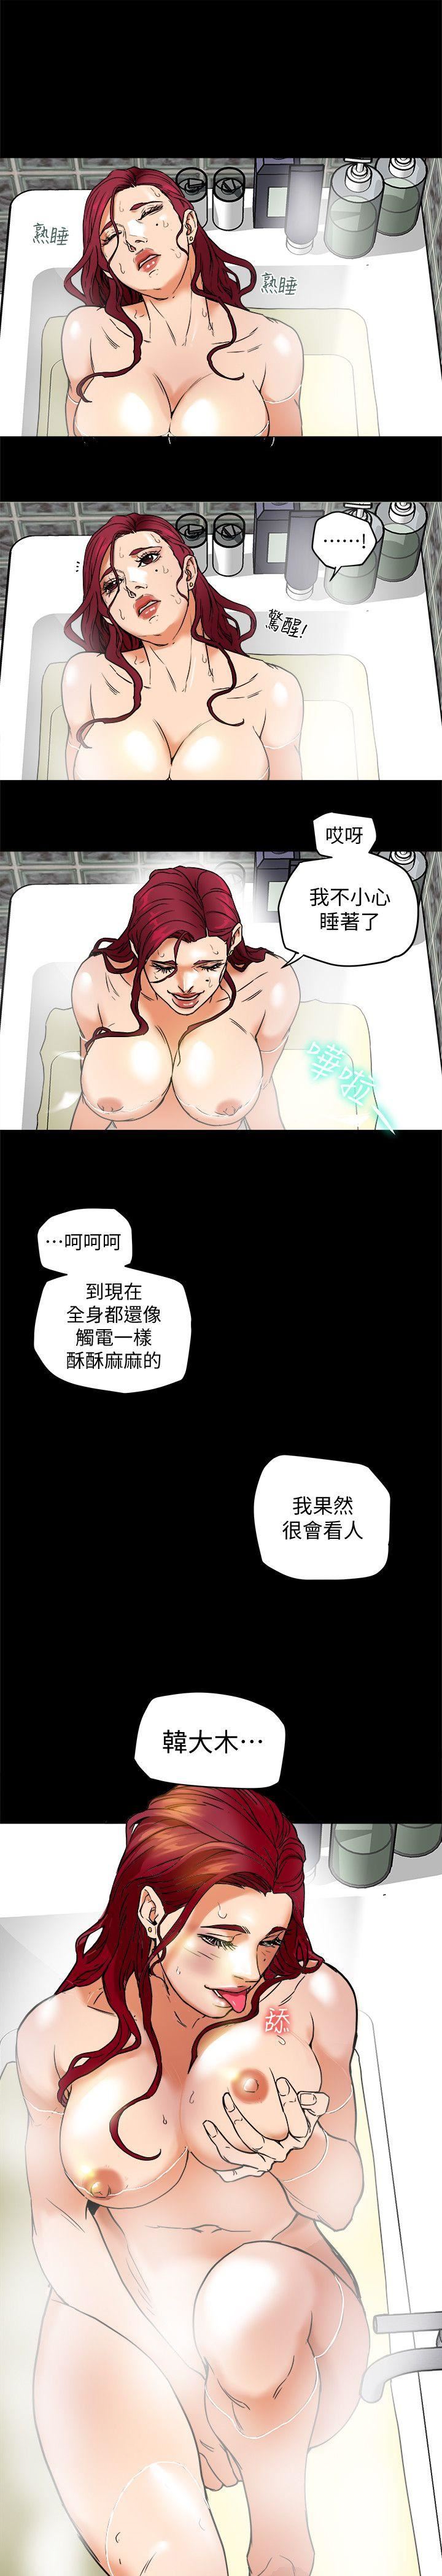 熟睡
熟睡
……!
驚醒!
哎呀
我不小心
睡著了
嘩啦
…呵呵呵
到現在
全身都還像
觸電一樣
酥酥麻麻的
我果然
很會看人
韓大木…
舔